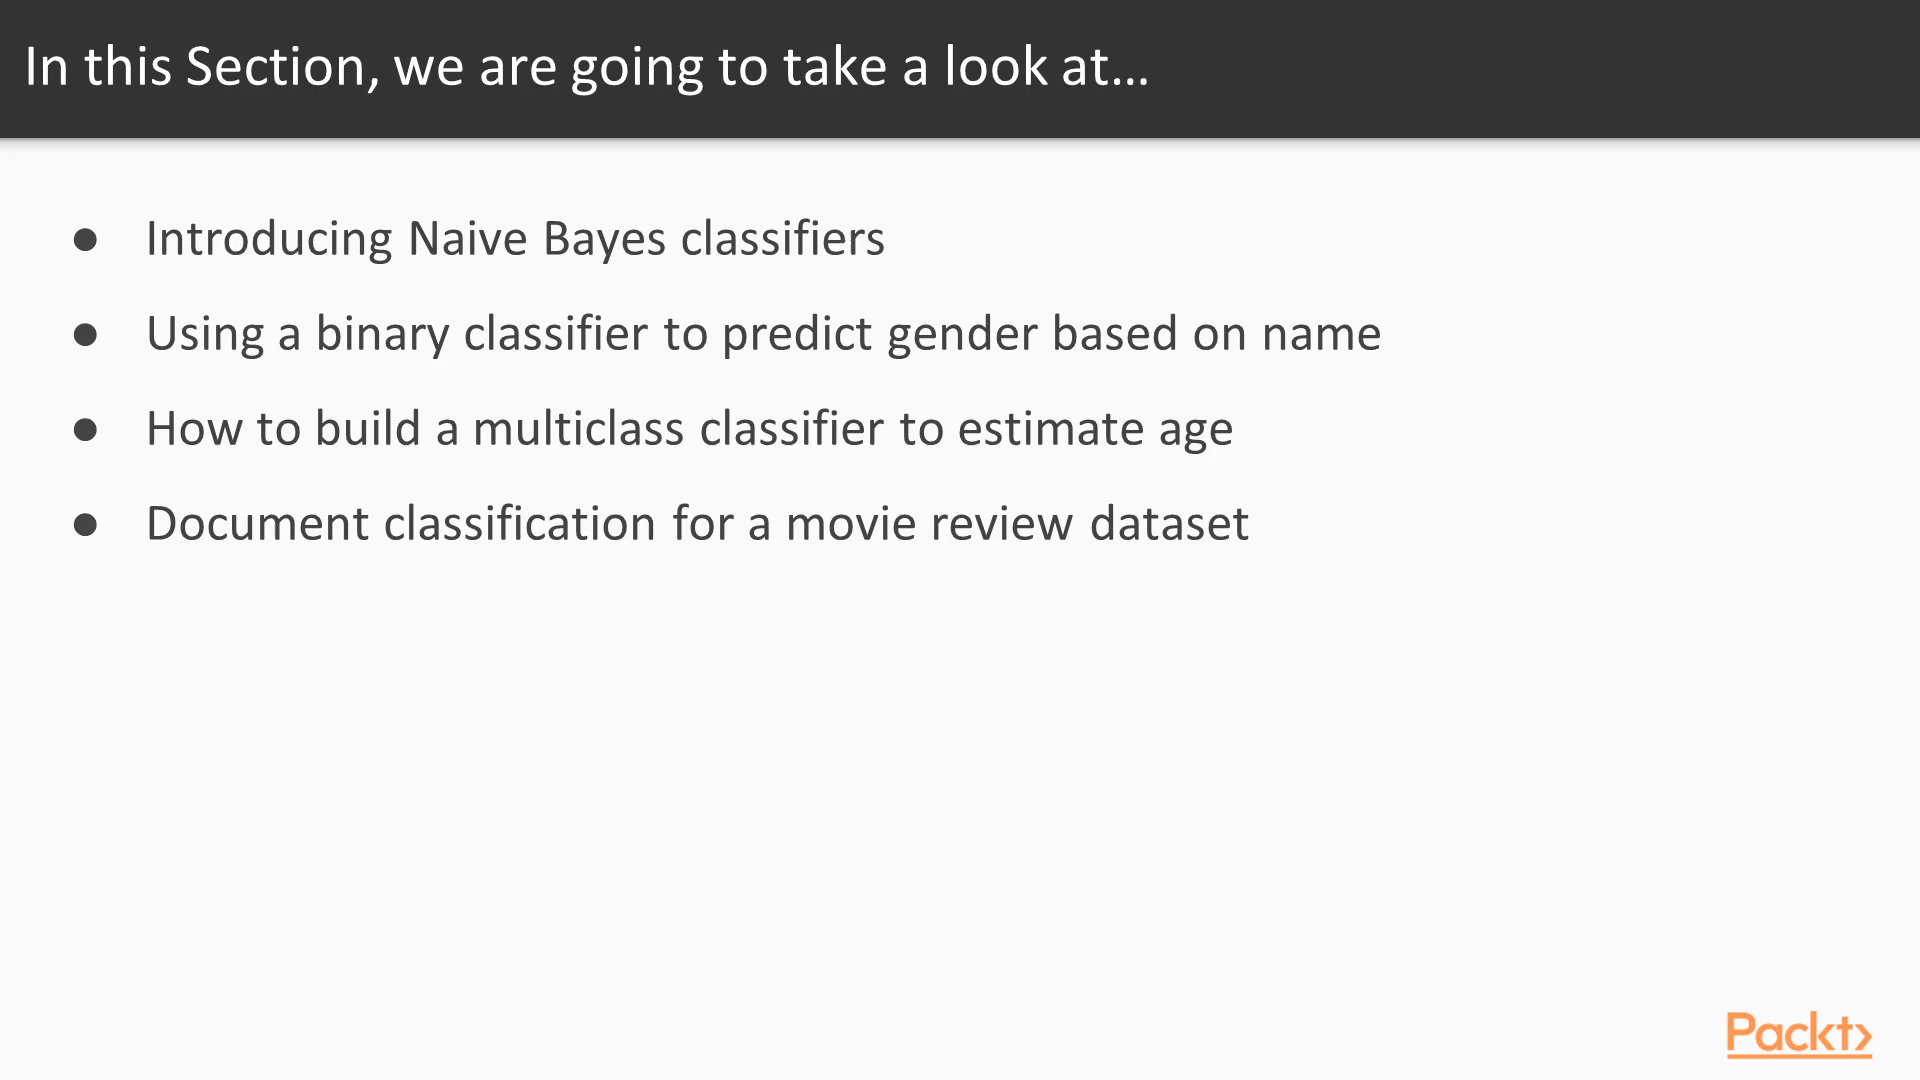 In this Section, we are going to take a look at...
● Introducing Naive Bayes classifiers
● Using a binary classifier to predict gender based on name
● How to build a multiclass classifier to estimate age
● Document classification for a movie review dataset
Packt>